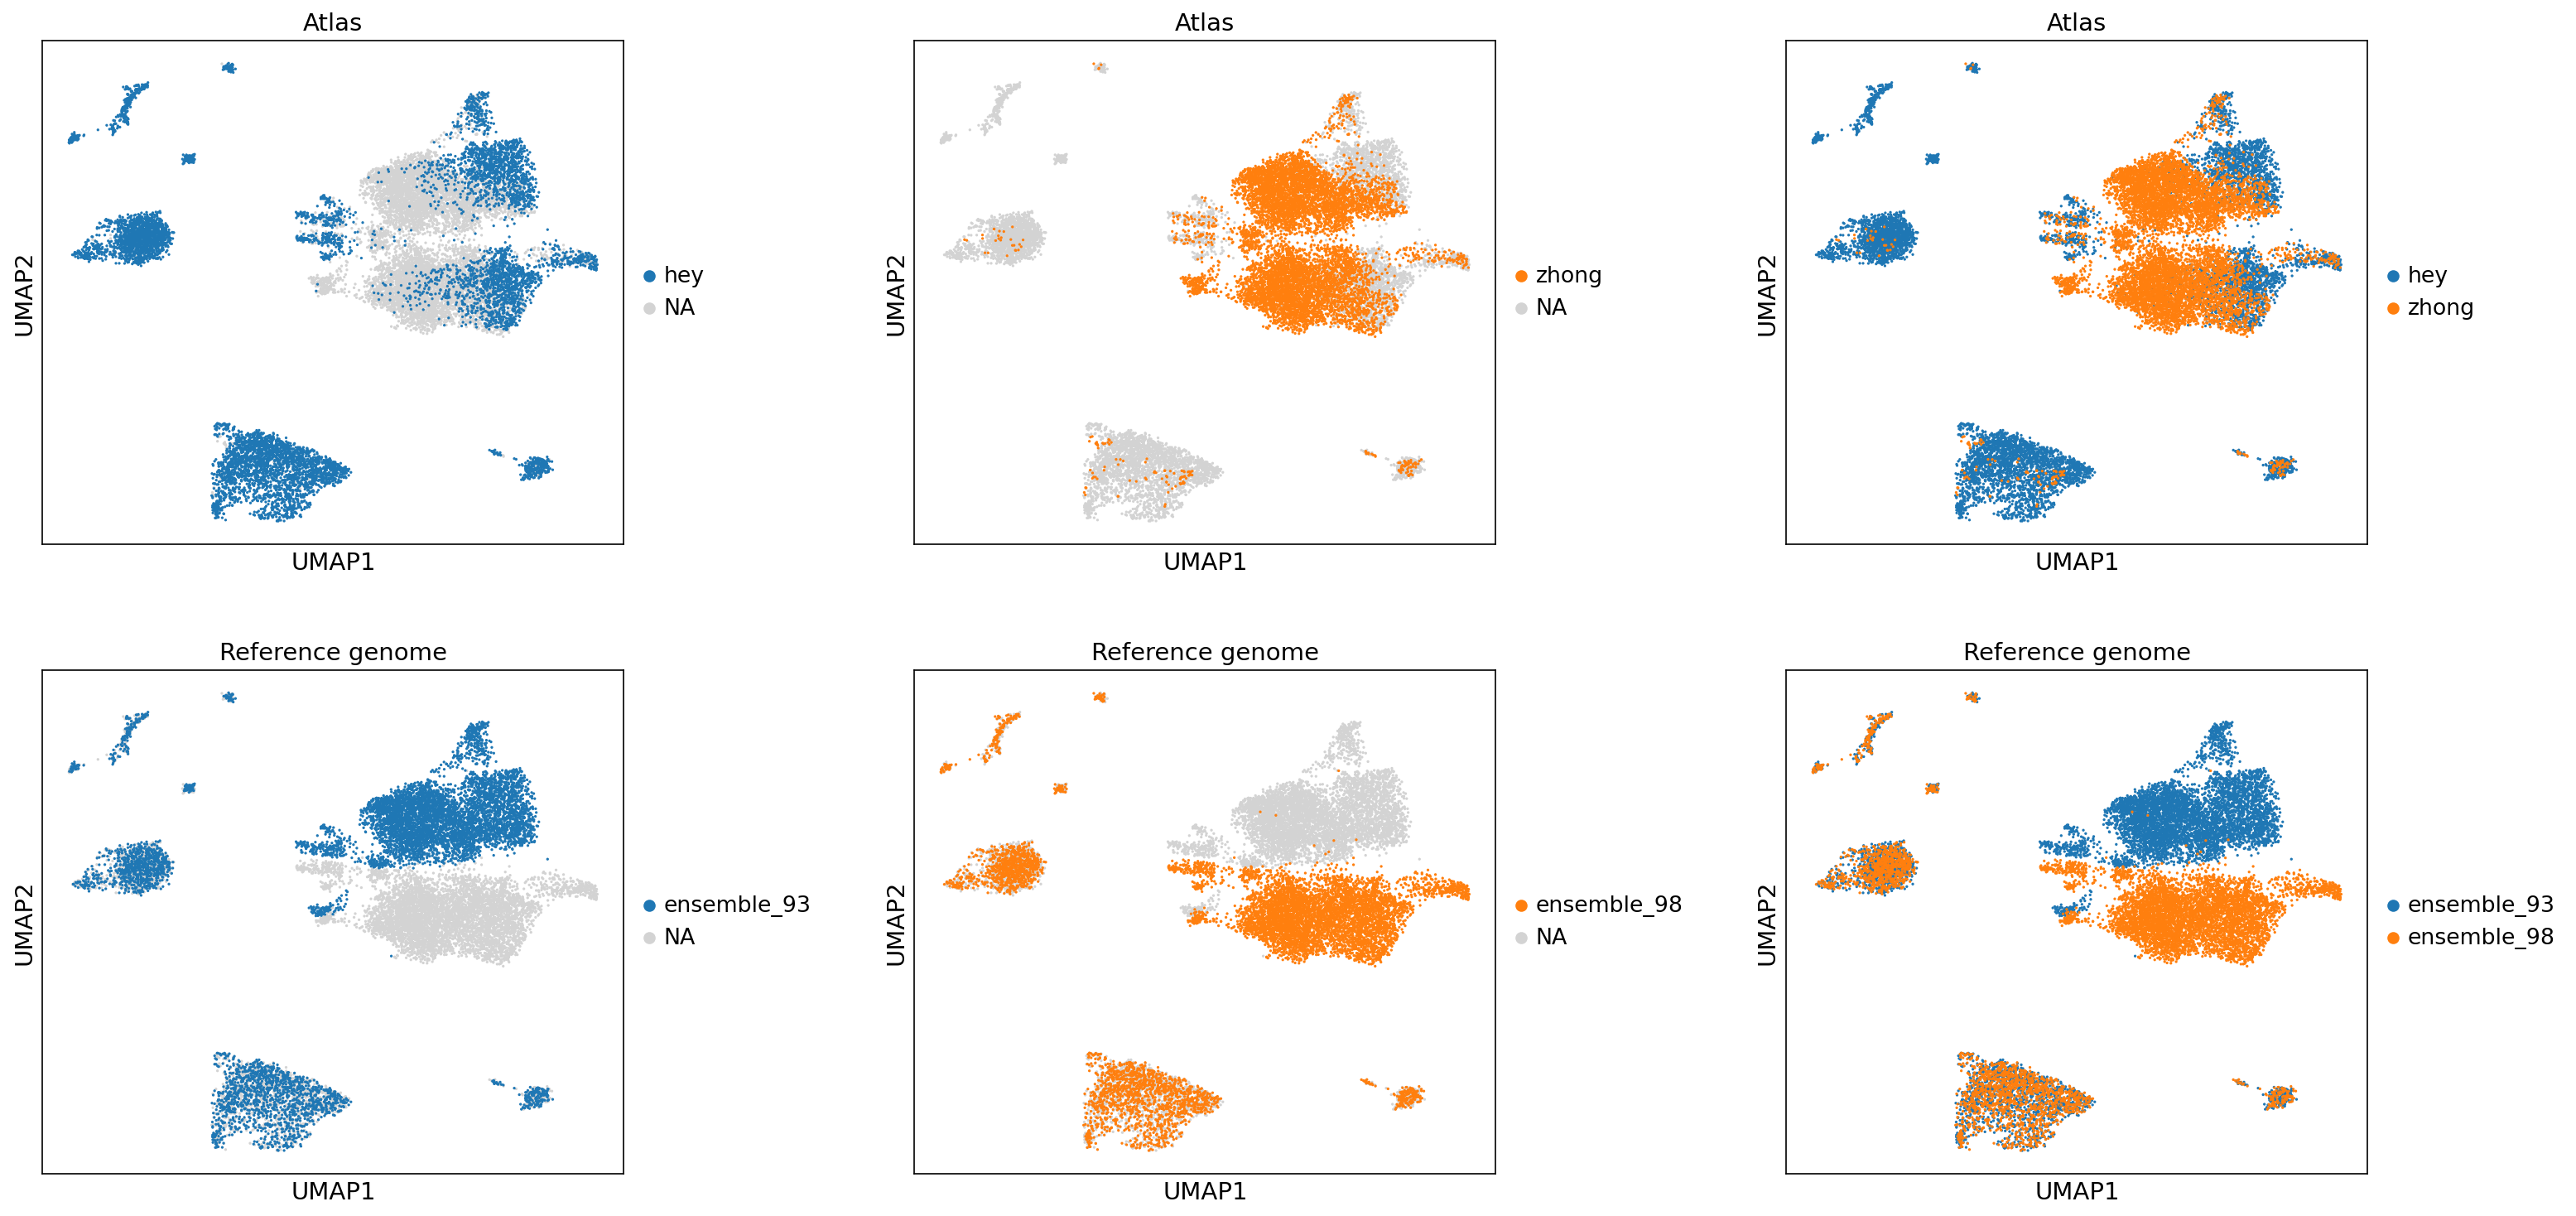 Atlas
UMAP2
UMAP1
hey
NA
Atlas
UMAP2
UMAP1
zhong
NA
Atlas
UMAP2
UMAP1
hey
zhong
Reference genome
UMAP2
UMAP1
ensemble_93
NA
Reference genome
UMAP2
UMAP1
ensemble_98
NA
Reference genome
UMAP2
UMAP1
ensemble_93
ensemble_98